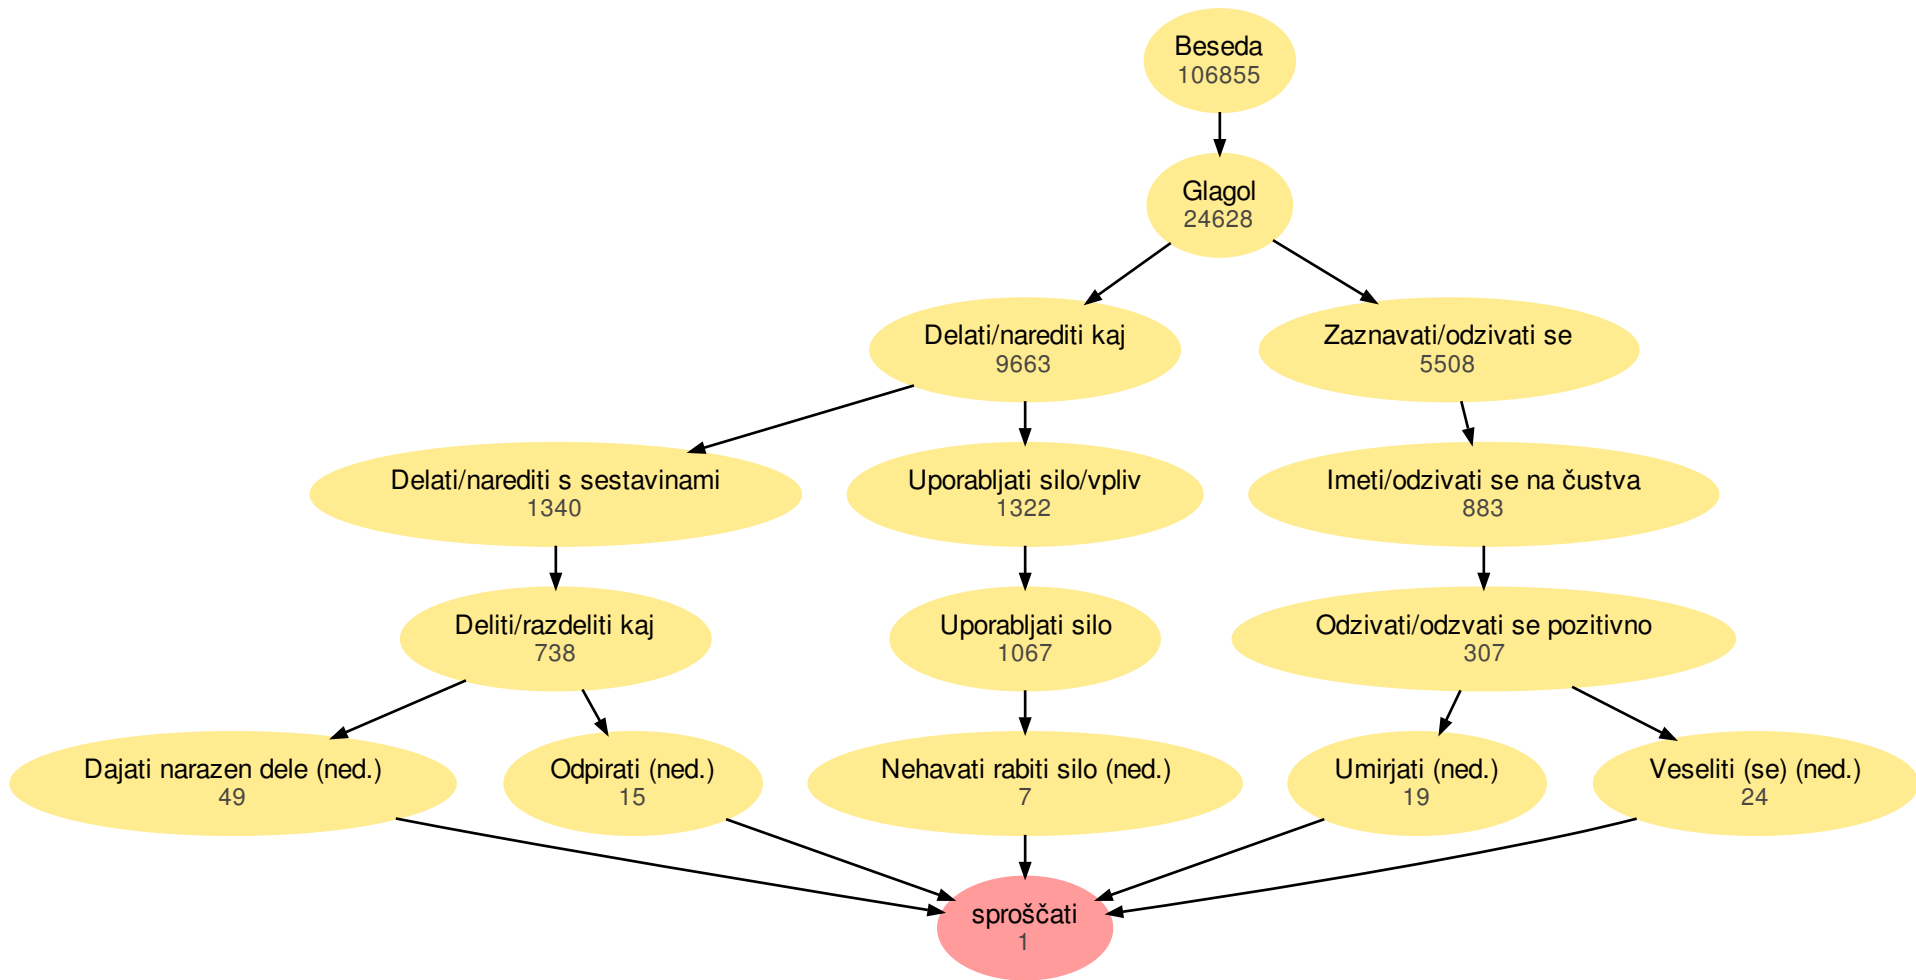 Beseda
106855
Glagol
24628
Delati/narediti kaj
9663
Zaznavati/odzivati se
5508
Delati/narediti s sestavinami
1340
Uporabljati silo/vpliv
1322
Imeti/odzivati se na čustva
883
Deliti/razdeliti kaj
738
Uporabljati silo
1067
Odzivati/odzvati se pozitivno
307
Dajati narazen dele (ned.)
49
Odpirati (ned.)
15
Nehavati rabiti silo (ned.)
7
Umirjati (ned.)
19
Veseliti (se) (ned.)
24
sproščati
1